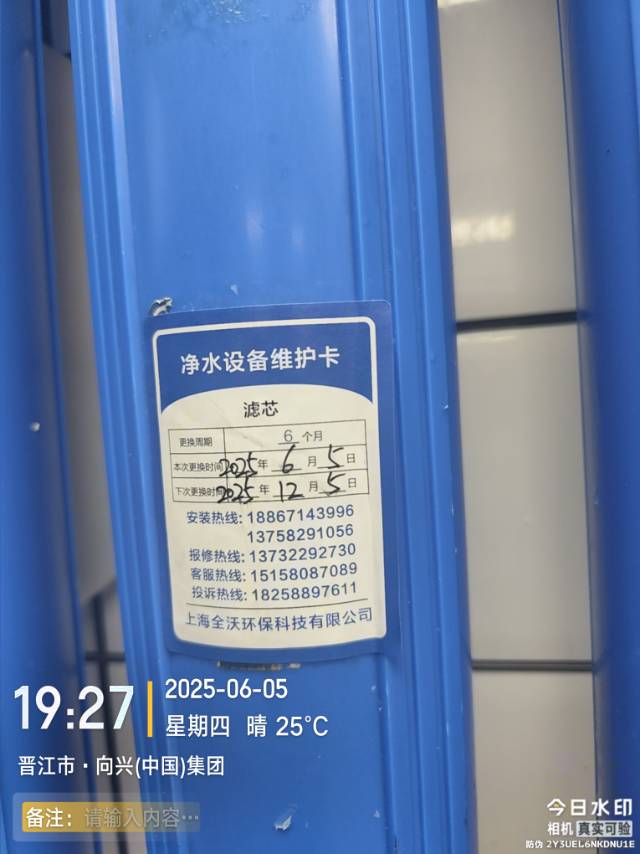 净水设备维护卡
滤芯
更换周期 6 个月
本次更换时间 2025 年 6 月 5 日
下次更换时间 2025 年 12 月 5 日
安装热线: 18867143996
13758291056
报修热线: 13732292730
客服热线: 15158087089
投诉热线: 18258897611
上海全沃环保科技有限公司
19:27
2025-06-05
星期四 晴 25℃
晋江市·向兴(中国)集团
备注: 请输入内容…
今日水印
相机 真实可验
防伪 2Y3UEL6NKDNU1E